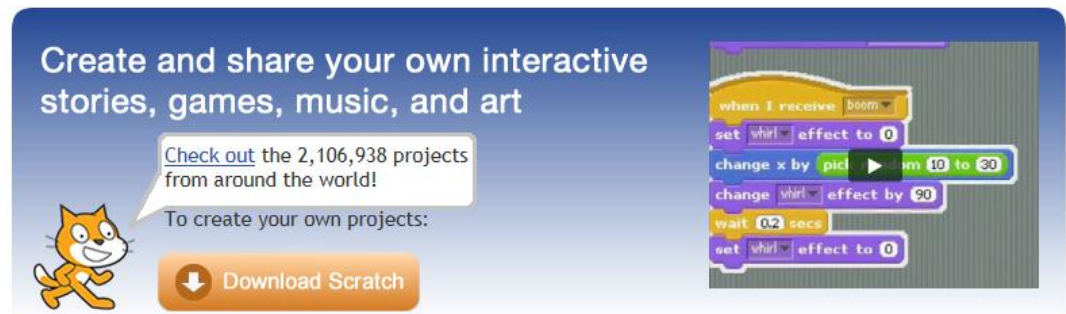 Create and share your own interactive
stories, games, music, and art
Check out the 2,106,938 projects
from around the world!
To create your own projects:
Download Scratch
when I receive boom
set whirl effect to 0
change x by pick random 10 to 30
change whirl effect by 90
wait 0.2 secs
set whirl effect to 0